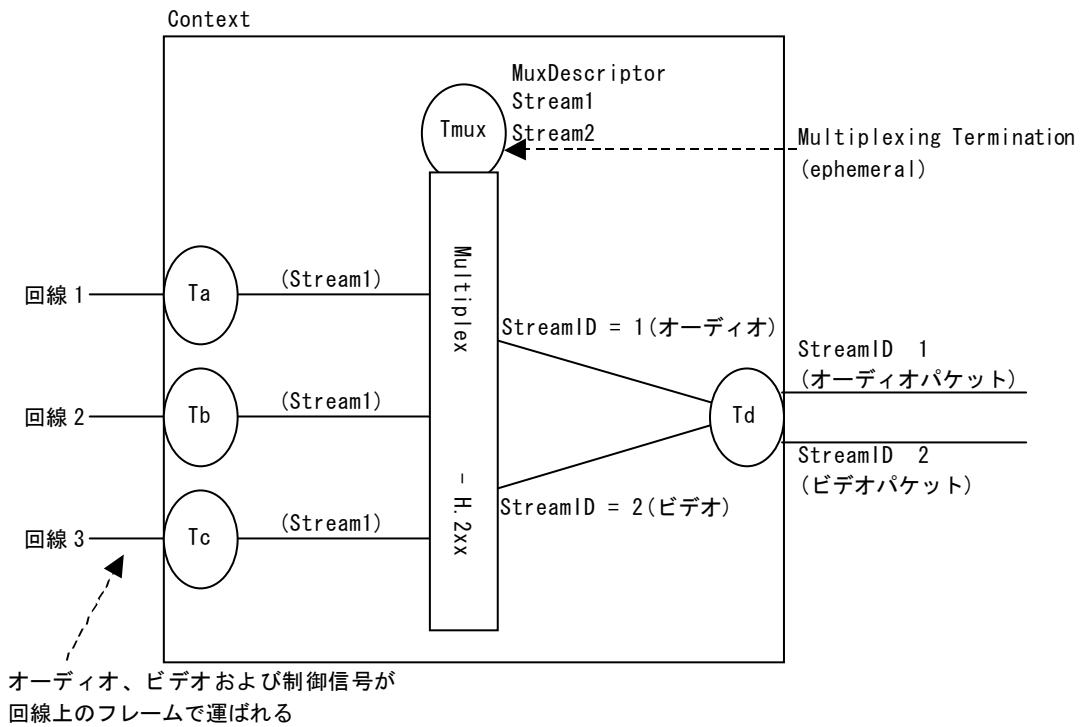 Context
MuxDescriptor
Stream1
Stream2
Tmux
Multiplexing Termination
(ephemeral)
Multiplex - H.2xx
回線 1
Ta
(Stream1)
StreamID = 1(オーディオ)
StreamID 1
(オーディオパケット)
回線 2
Tb
(Stream1)
Td
StreamID 2
(ビデオパケット)
StreamID = 2(ビデオ)
回線 3
Tc
(Stream1)
オーディオ、ビデオおよび制御信号が
回線上のフレームで運ばれる